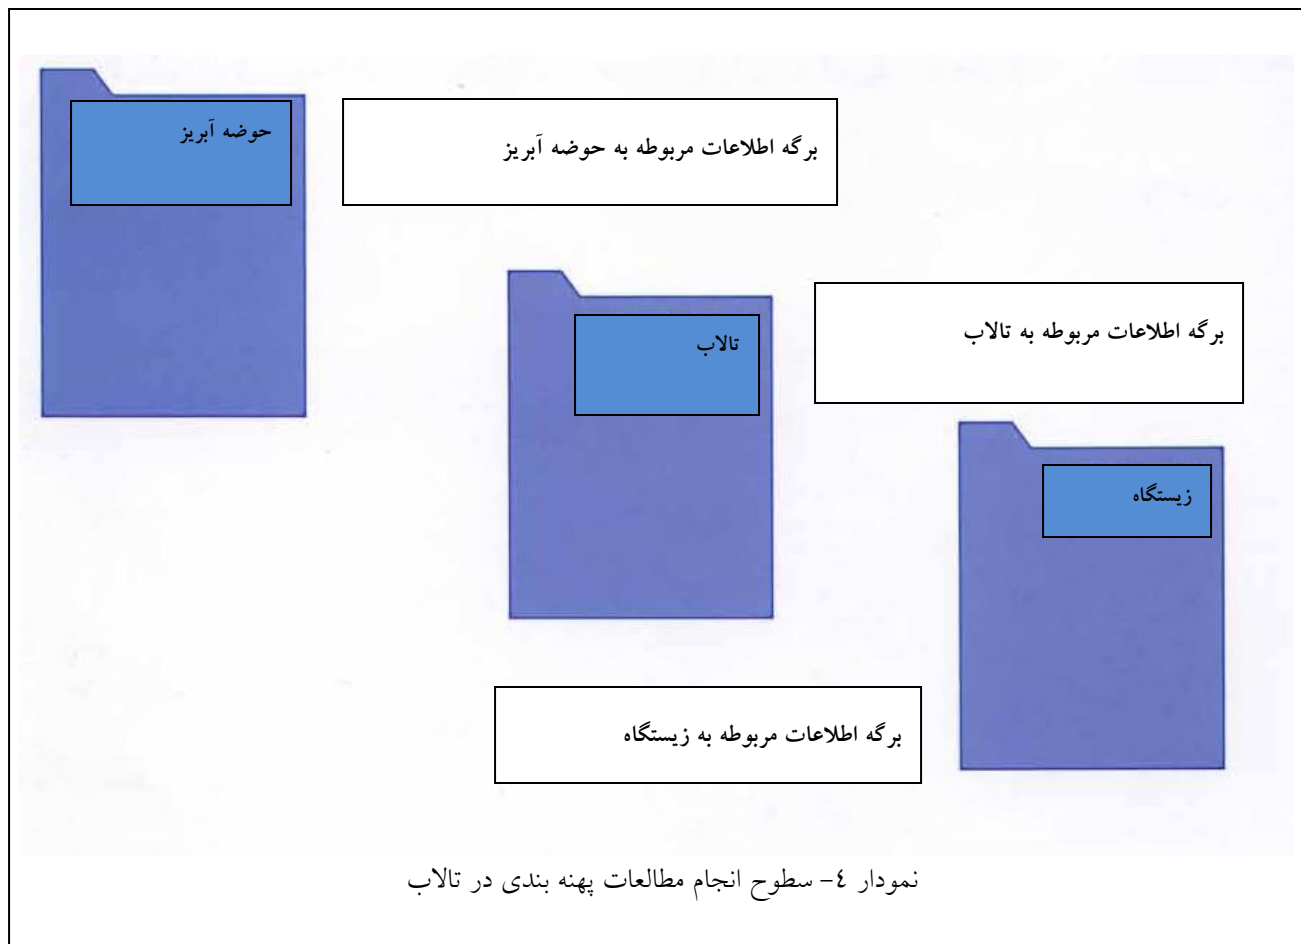 حوضه آبریز
برگه اطلاعات مربوطه به حوضه آبریز
تالاب
برگه اطلاعات مربوطه به تالاب
زیستگاه
برگه اطلاعات مربوطه به زیستگاه
نمودار ٤- سطوح انجام مطالعات پهنه بندی در تالاب